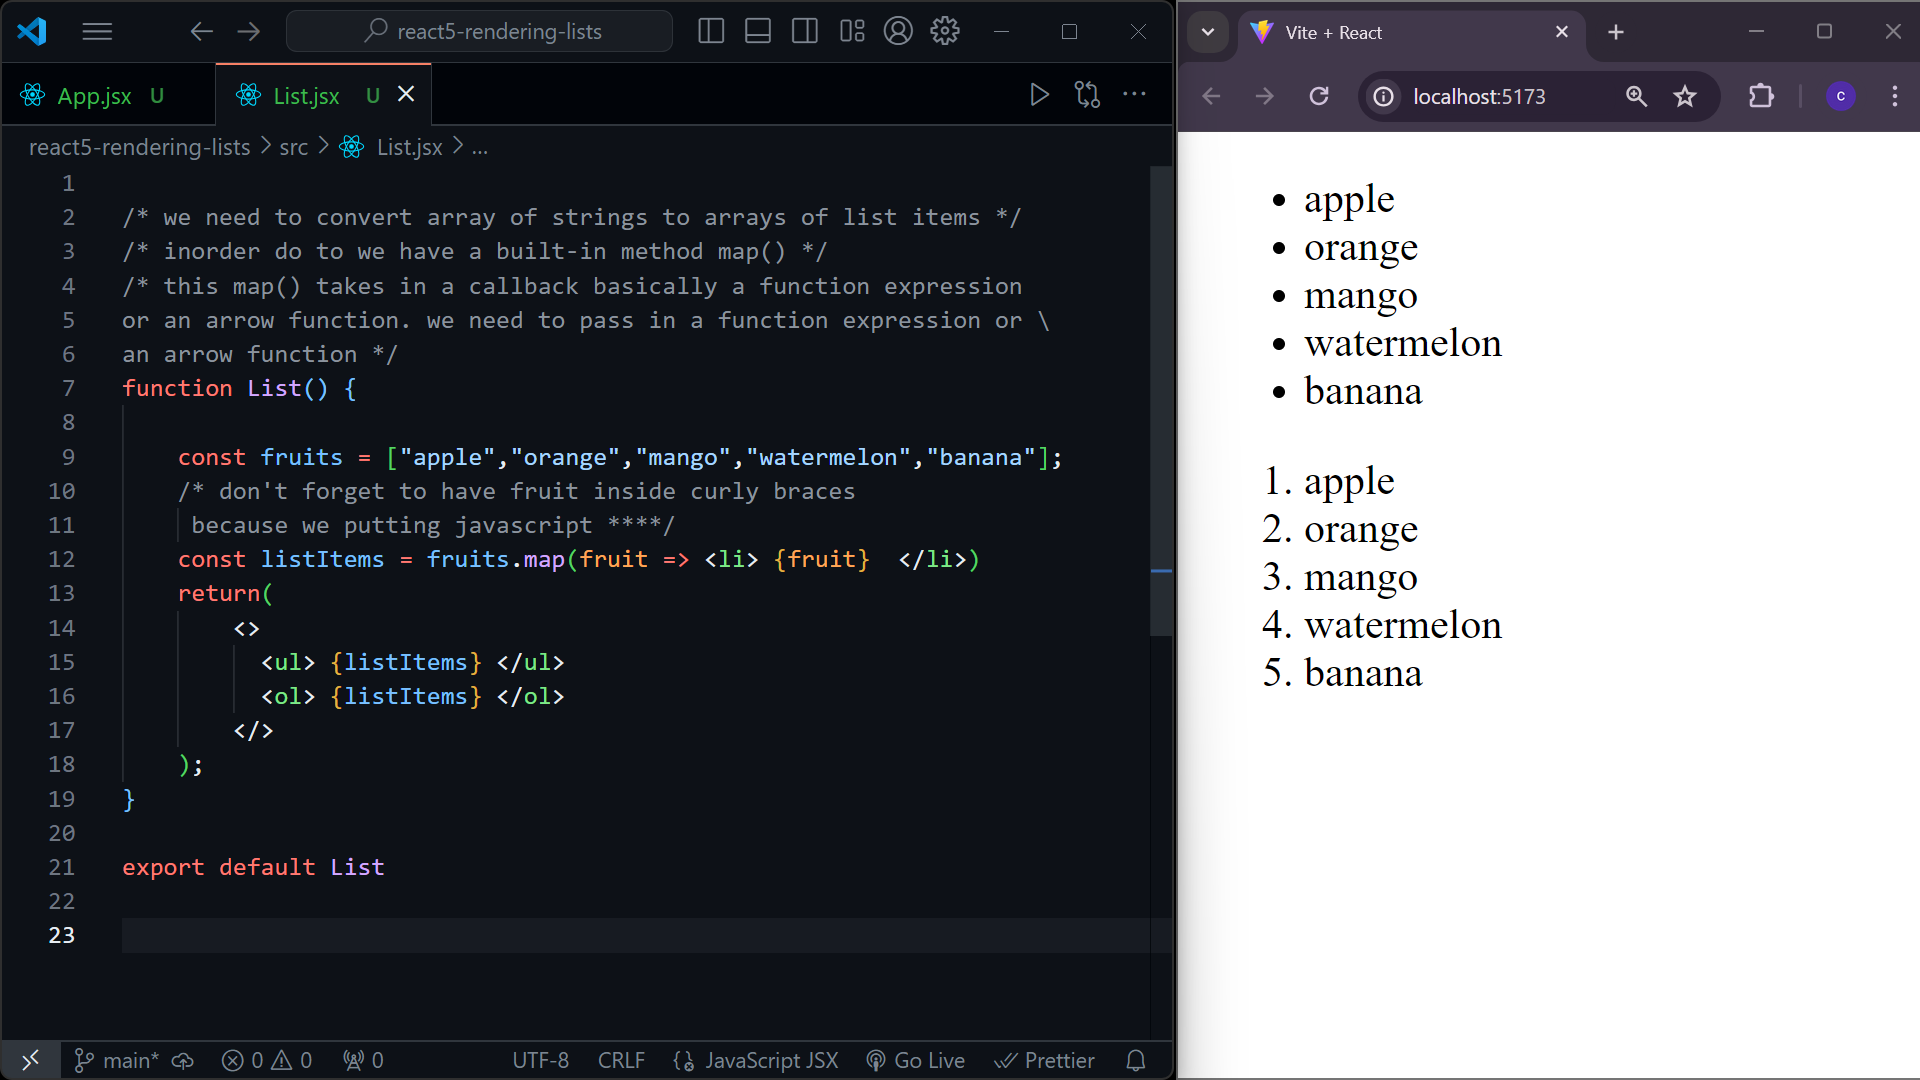 react5-rendering-lists
App.jsx U
List.jsx U
react5-rendering-lists > src > List.jsx > ...
1
2 /* we need to convert array of strings to arrays of list items */
3 /* inorder do to we have a built-in method map() */
4 /* this map() takes in a callback basically a function expression
5 or an arrow function. we need to pass in a function expression or \
6 an arrow function */
7 function List() {
8
9 const fruits = ["apple","orange","mango","watermelon","banana"];
10 /* don't forget to have fruit inside curly braces
11 because we putting javascript ****/
12 const listItems = fruits.map(fruit => <li> {fruit}  </li>)
13 return(
14 <>
15 <ul> {listItems} </ul>
16 <ol> {listItems} </ol>
17 </>
18 );
19 }
20
21 export default List
22
23
main* 0 0 0 UTF-8 CRLF JavaScript JSX Go Live Prettier
Vite + React
localhost:5173
c
• apple
• orange
• mango
• watermelon
• banana
1. apple
2. orange
3. mango
4. watermelon
5. banana